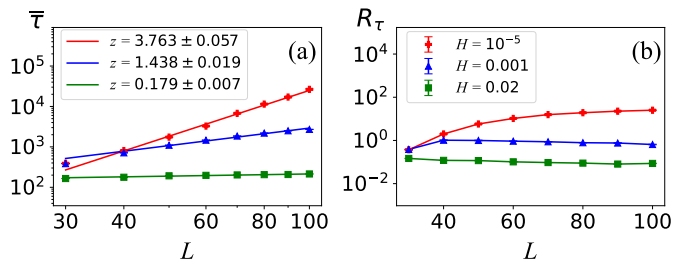 τ̅
z = 3.763 ± 0.057
z = 1.438 ± 0.019
z = 0.179 ± 0.007
(a)
10⁵
10⁴
10³
10²
30 40 60 80 100
L
R_τ
H = 10⁻⁵
H = 0.001
H = 0.02
(b)
10⁴
10²
10⁰
10⁻²
40 60 80 100
L